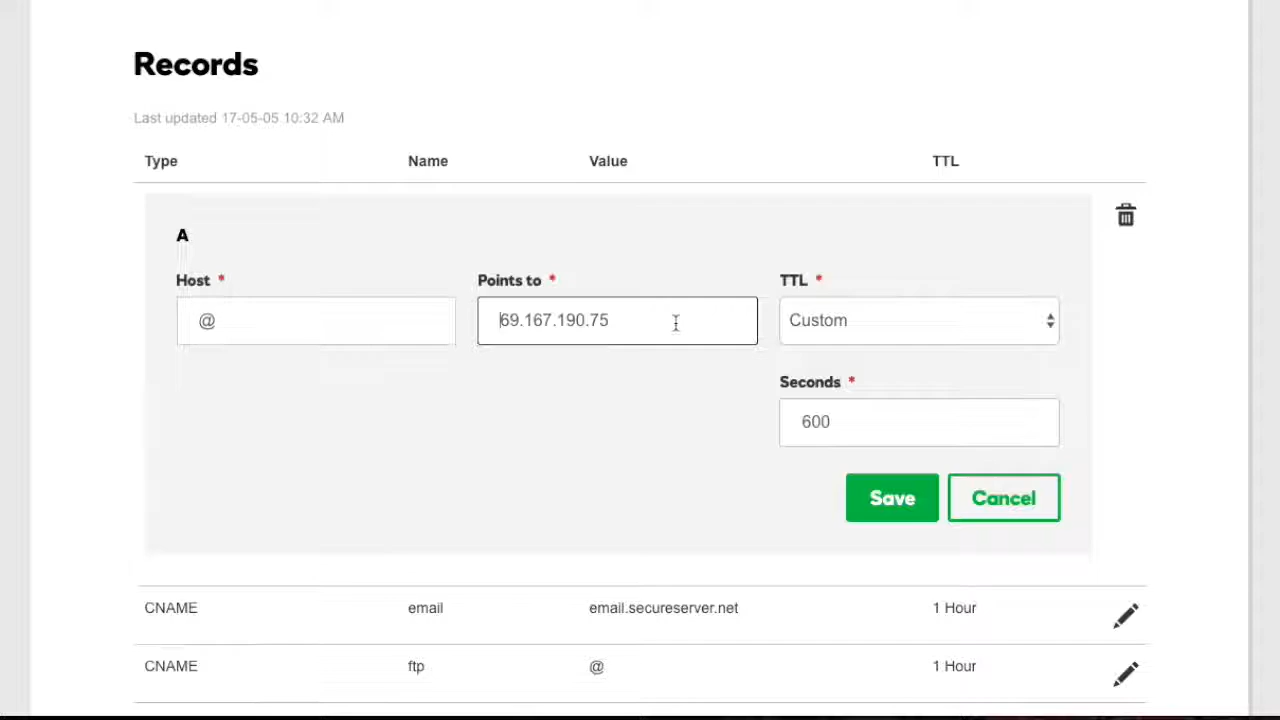 Records
Last updated 17-05-05 10:32 AM
Type Name Value TTL
A
Host * Points to * TTL *
@ 69.167.190.75 Custom
Seconds *
600
Save Cancel
CNAME email email.secureserver.net 1 Hour
CNAME ftp @ 1 Hour